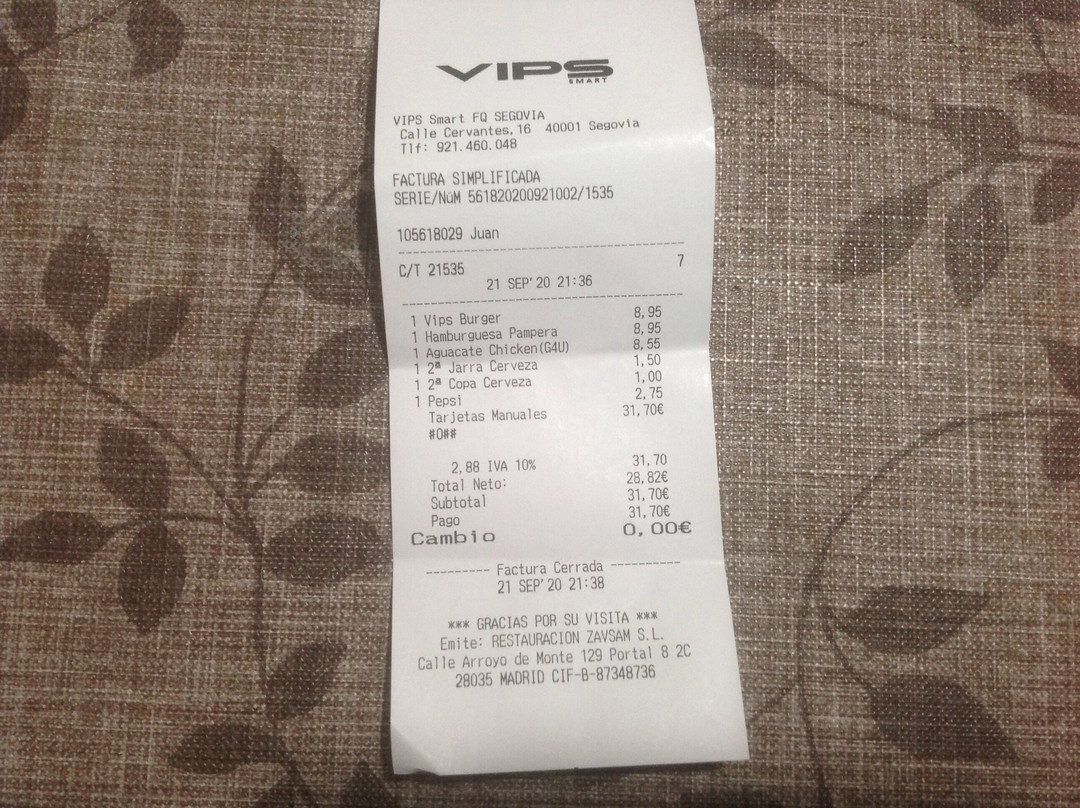 VIPS
SMART
VIPS Smart FQ SEGOVIA
Calle Cervantes,16 40001 Segovia
Tlf: 921.460.048
FACTURA SIMPLIFICADA
SERIE/NúM 561820200921002/1535
105618029 Juan
C/T 21535 7
21 SEP'20 21:36
1 Vips Burger 8,95
1 Hamburguesa Pampera 8,95
1 Aguacate Chicken(G4U) 8,55
1 2ª Jarra Cerveza 1,50
1 2ª Copa Cerveza 1,00
1 Pepsi 2,75
Tarjetas Manuales 31,70€
#0##
2,88 IVA 10% 31,70
Total Neto: 28,82€
Subtotal 31,70€
Pago 31,70€
Cambio 0,00€
--------- Factura Cerrada ----------
21 SEP'20 21:38
*** GRACIAS POR SU VISITA ***
Emite: RESTAURACION ZAVSAM S.L.
Calle Arroyo de Monte 129 Portal 8 2C
28035 MADRID CIF-B-87348736